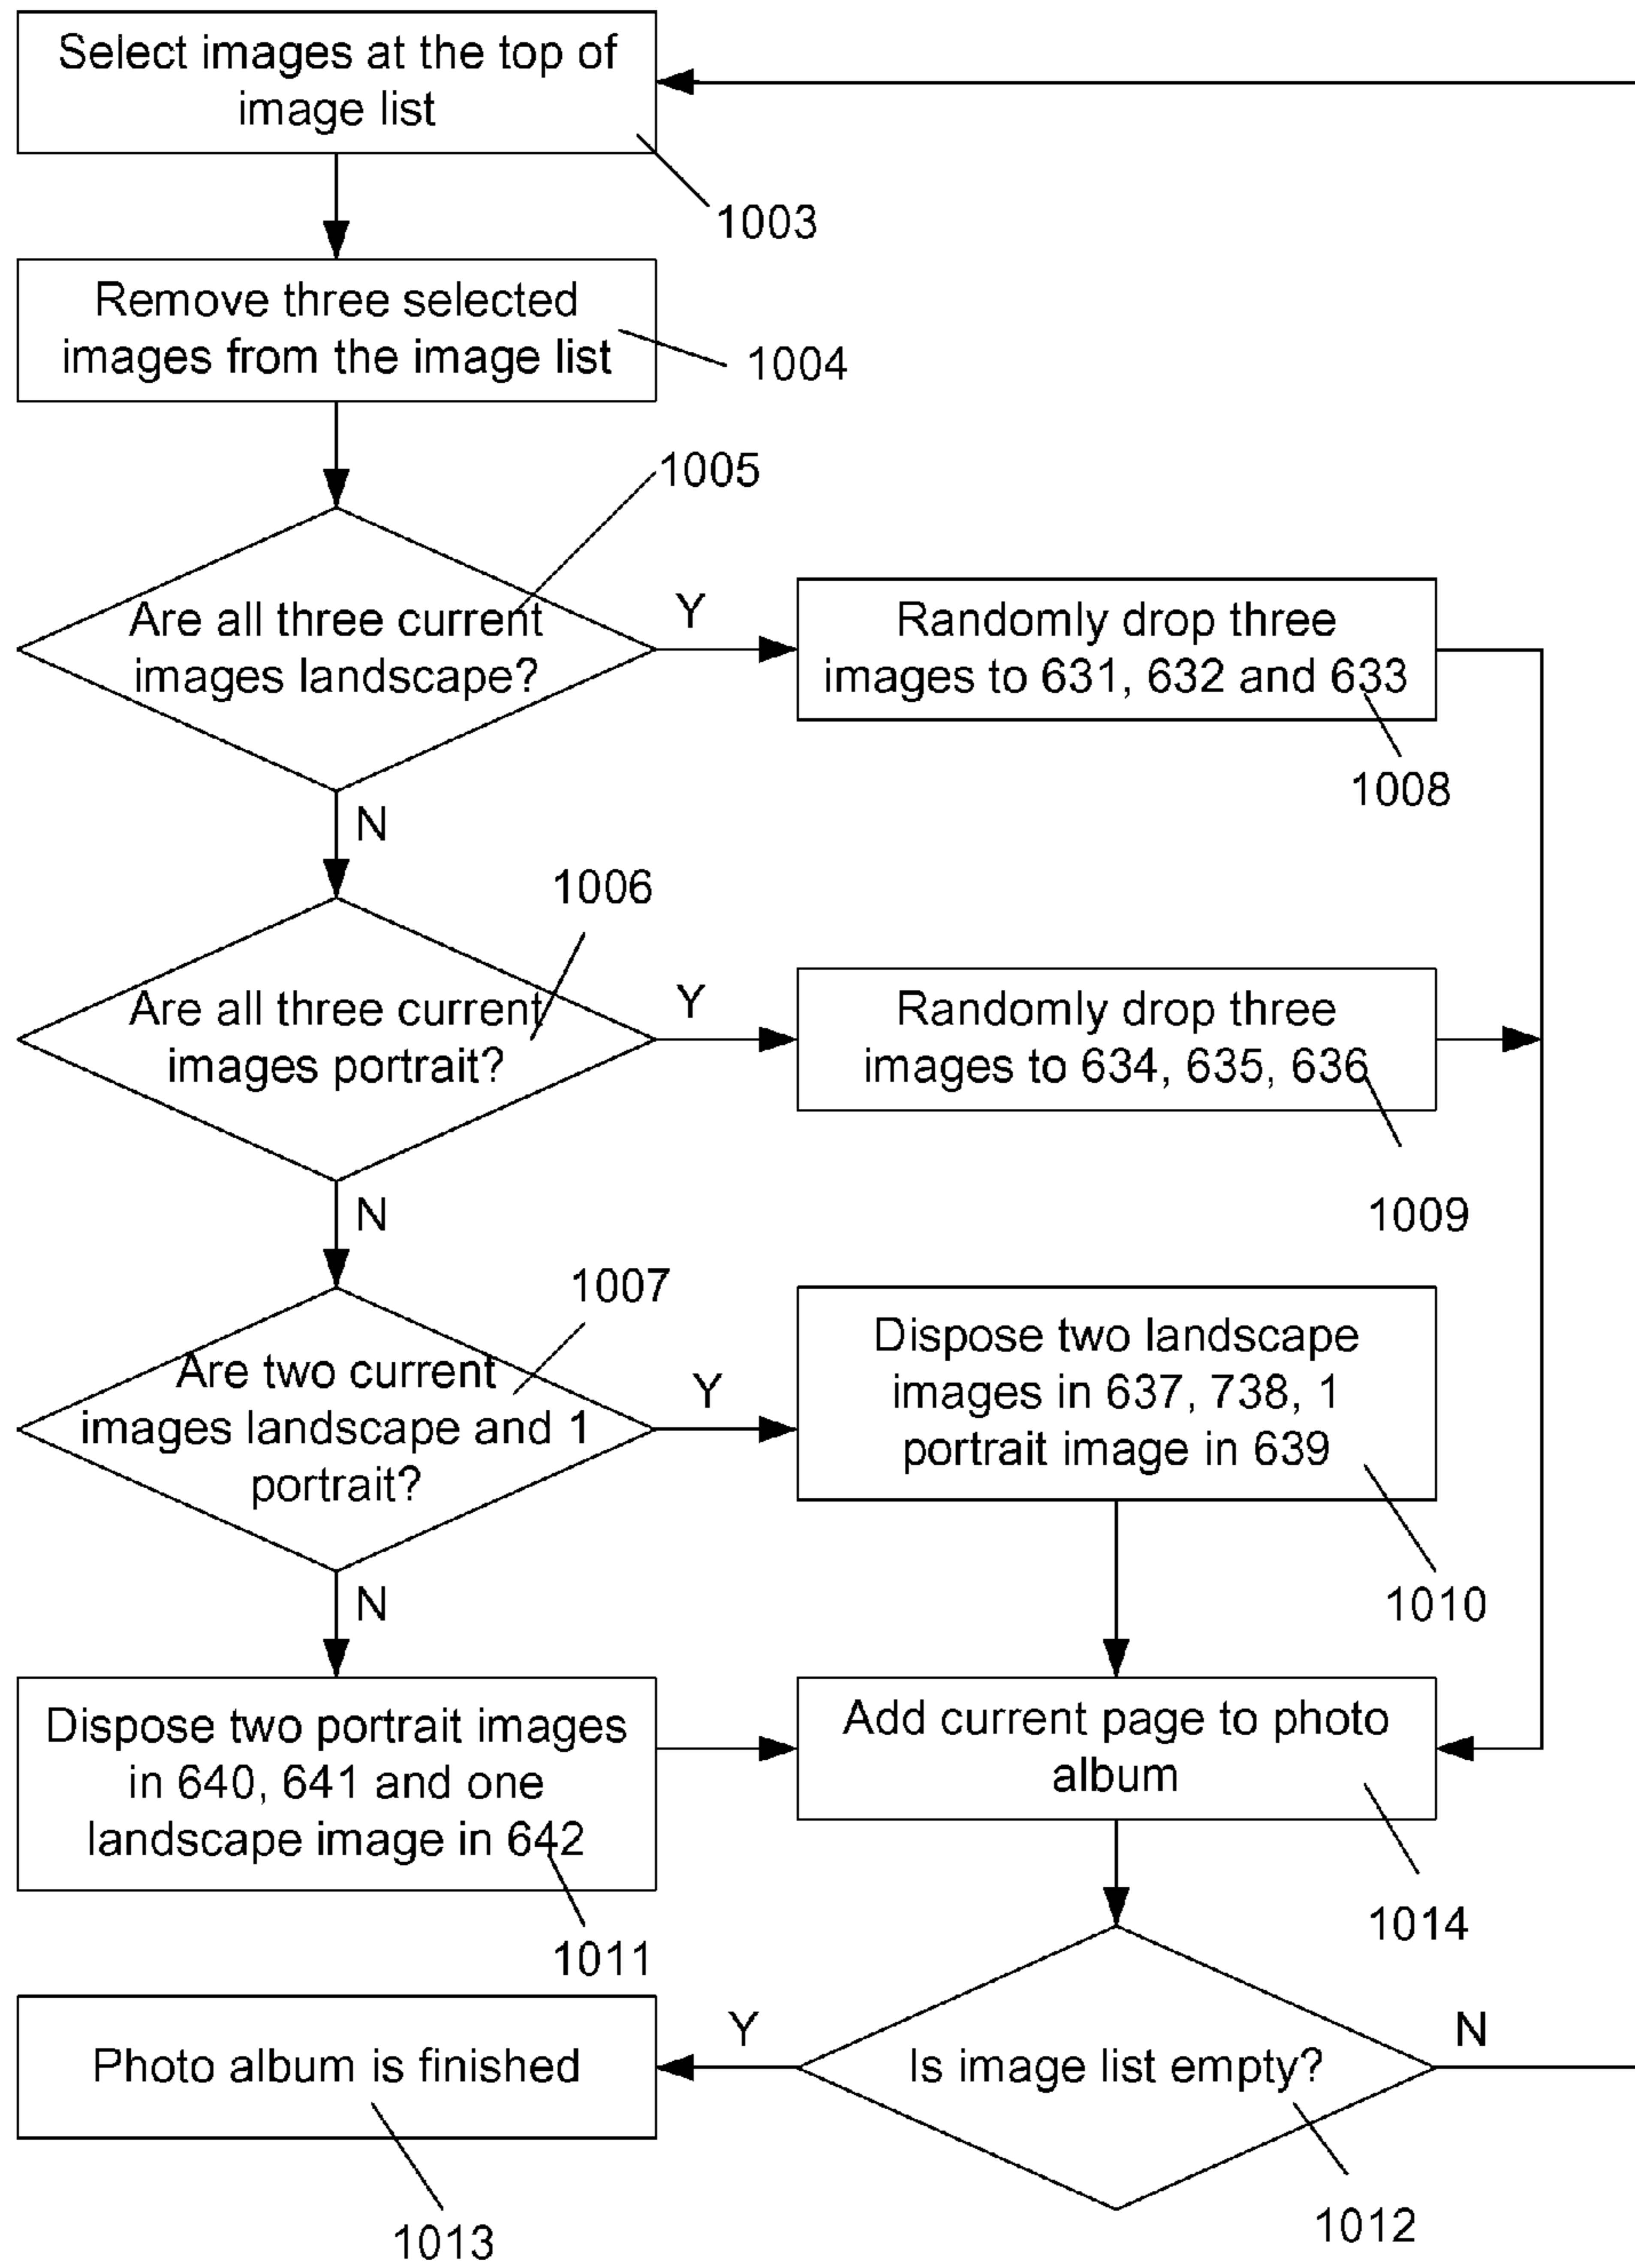 Select images at the top of
image list
1003
Remove three selected
images from the image list
1004
1005
Are all three current
images landscape?
Y
Randomly drop three
images to 631, 632 and 633
1008
N
1006
Are all three current
images portrait?
Y
Randomly drop three
images to 634, 635, 636
1009
N
1007
Are two current
images landscape and 1
portrait?
Y
Dispose two landscape
images in 637, 738, 1
portrait image in 639
1010
N
Dispose two portrait images
in 640, 641 and one
landscape image in 642
1011
Add current page to photo
album
1014
Is image list empty?
Y
N
1012
Photo album is finished
1013